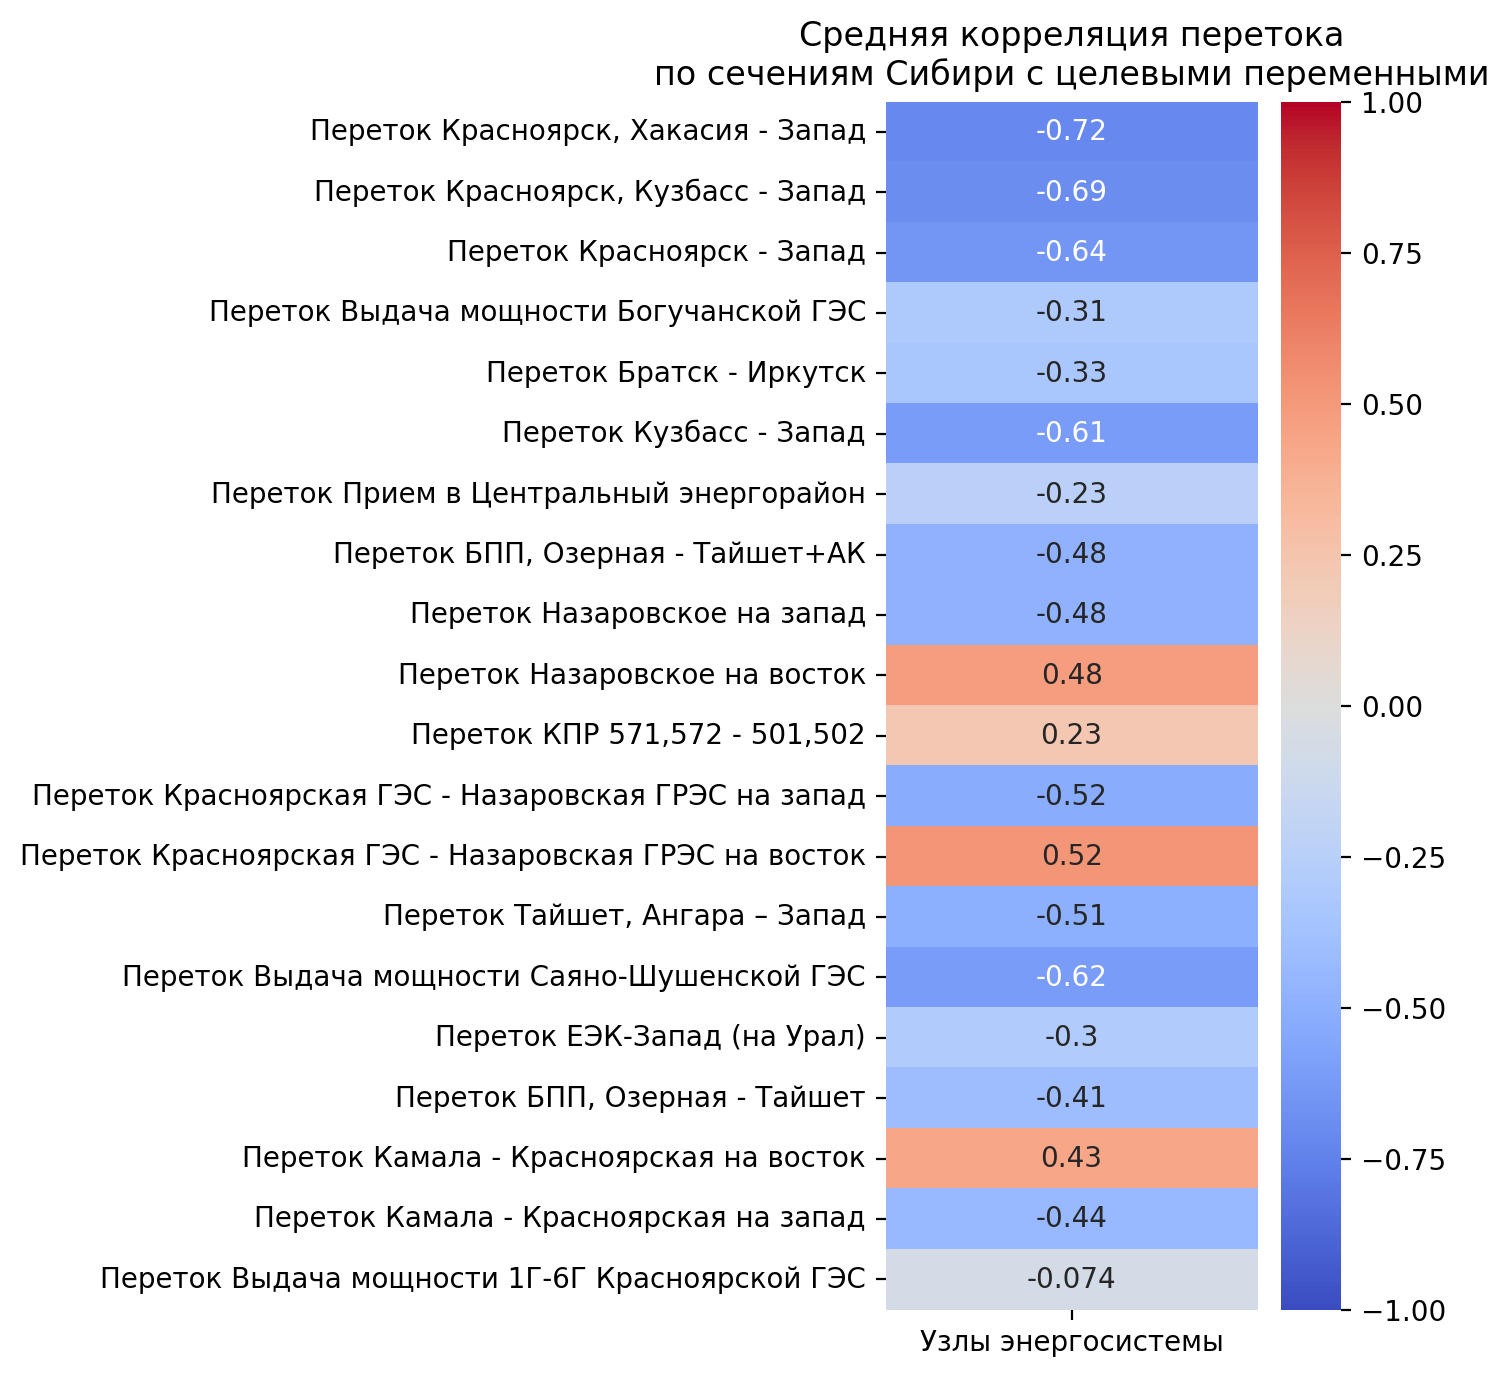 Средняя корреляция перетока
по сечениям Сибири с целевыми переменными
Переток Красноярск, Хакасия - Запад
-0.72
Переток Красноярск, Кузбасс - Запад
-0.69
Переток Красноярск - Запад
-0.64
Переток Выдача мощности Богучанской ГЭС
-0.31
Переток Братск - Иркутск
-0.33
Переток Кузбасс - Запад
-0.61
Переток Прием в Центральный энергорайон
-0.23
Переток БПП, Озерная - Тайшет+АК
-0.48
Переток Назаровское на запад
-0.48
Переток Назаровское на восток
0.48
Переток КПР 571,572 - 501,502
0.23
Переток Красноярская ГЭС - Назаровская ГРЭС на запад
-0.52
Переток Красноярская ГЭС - Назаровская ГРЭС на восток
0.52
Переток Тайшет, Ангара – Запад
-0.51
Переток Выдача мощности Саяно-Шушенской ГЭС
-0.62
Переток ЕЭК-Запад (на Урал)
-0.3
Переток БПП, Озерная - Тайшет
-0.41
Переток Камала - Красноярская на восток
0.43
Переток Камала - Красноярская на запад
-0.44
Переток Выдача мощности 1Г-6Г Красноярской ГЭС
-0.074
Узлы энергосистемы
1.00
0.75
0.50
0.25
0.00
−0.25
−0.50
−0.75
−1.00